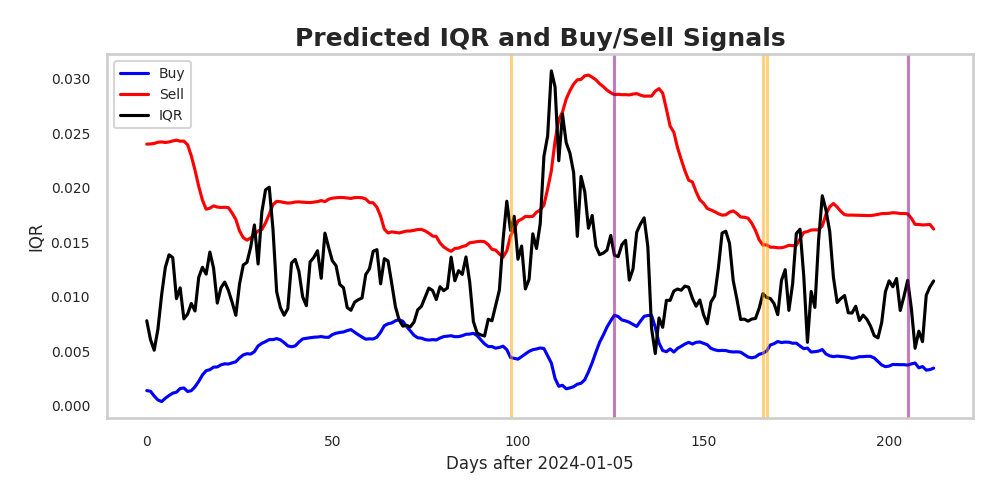 Predicted IQR and Buy/Sell Signals
Buy
Sell
IQR
0.030
0.025
0.020
0.015
0.010
0.005
0.000
IQR
0 50 100 150 200
Days after 2024-01-05